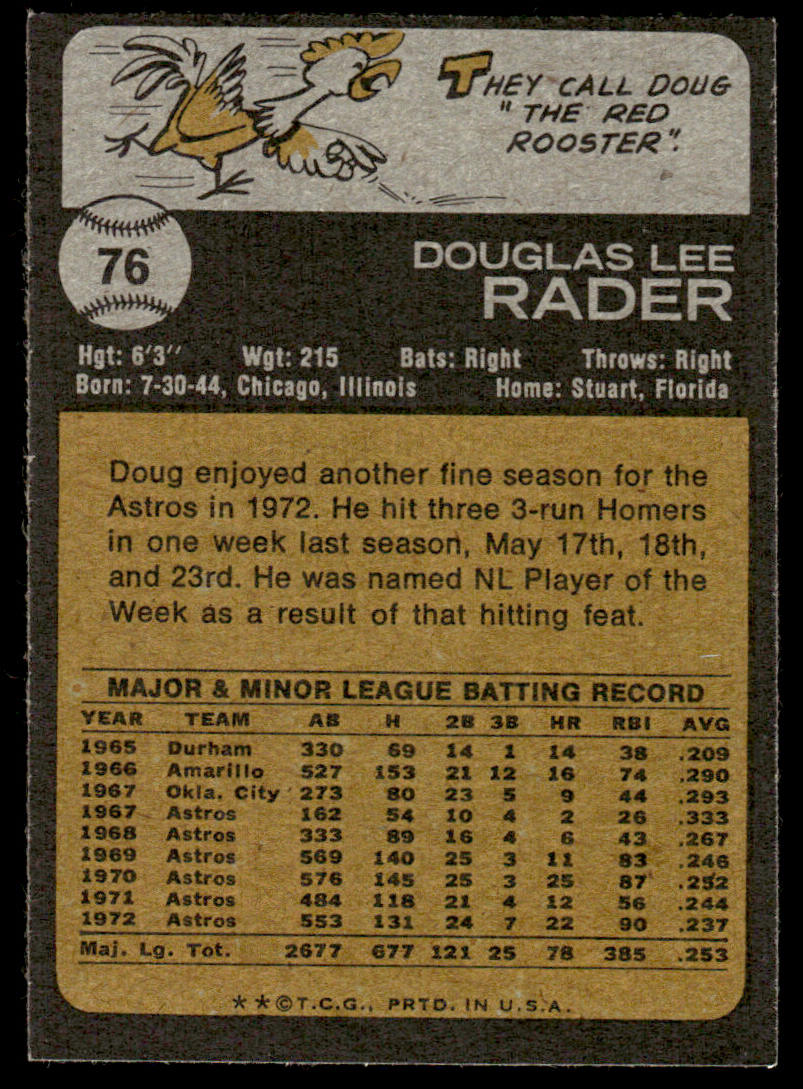 THEY CALL DOUG
"THE RED
ROOSTER".
76
DOUGLAS LEE
RADER
Hgt: 6'3" Wgt: 215 Bats: Right Throws: Right
Born: 7-30-44, Chicago, Illinois Home: Stuart, Florida
Doug enjoyed another fine season for the
Astros in 1972. He hit three 3-run Homers
in one week last season, May 17th, 18th,
and 23rd. He was named NL Player of the
Week as a result of that hitting feat.
MAJOR & MINOR LEAGUE BATTING RECORD
YEAR TEAM AB H 2B 3B HR RBI AVG
1965 Durham 330 69 14 1 14 38 .209
1966 Amarillo 527 153 21 12 16 74 .290
1967 Okla. City 273 80 23 5 9 44 .293
1967 Astros 162 54 10 4 2 26 .333
1968 Astros 333 89 16 4 6 43 .267
1969 Astros 569 140 25 3 11 83 .246
1970 Astros 576 145 25 3 25 87 .252
1971 Astros 484 118 21 4 12 56 .244
1972 Astros 553 131 24 7 22 90 .237
Maj. Lg. Tot. 2677 677 121 25 78 385 .253
**©T.C.G., PRTD. IN U.S.A.